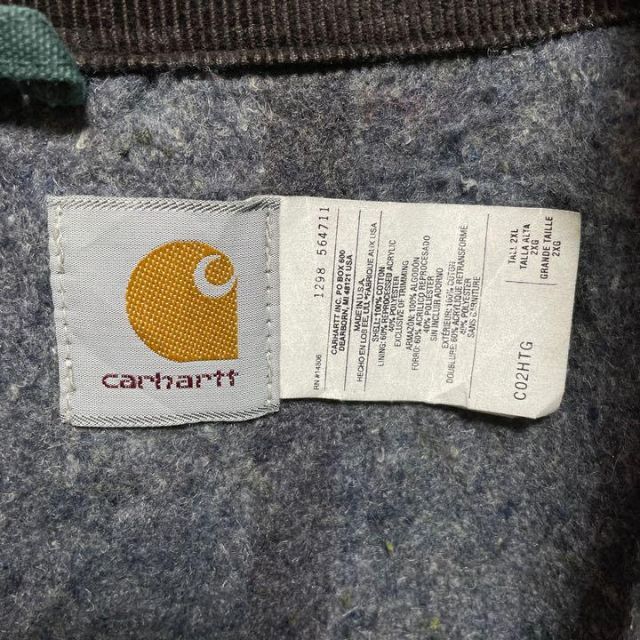 carhartt
1298 564711
CARHARTT INC PO BOX 600
DEARBORN, MI 48121 USA
MADE IN U.S.A.
HECHO EN LOS EE.UU.*FABRIQUE AUX USA
SHELL: 100% COTTON
LINING: 60% REPROCESSED ACRYLIC
40% POLYESTER
EXCLUSIVE OF TRIMMING
ARMAZON: 100% ALGODÓN
FORRO: 60% ACRILICO REPROCESADO
40% POLIÉSTER
SIN INCLUIR ADORNO
EXTÉRIEUR: 100% COTON
DOUBLURE: 60% ACRYLIQUE RETRANSFORMÉ
40% POLYESTER
SANS GARNITURE
RN #14806
TALL 2XL
TALLA ALTA
2XG
GRANDE TAILLE
2XG
C02HTG